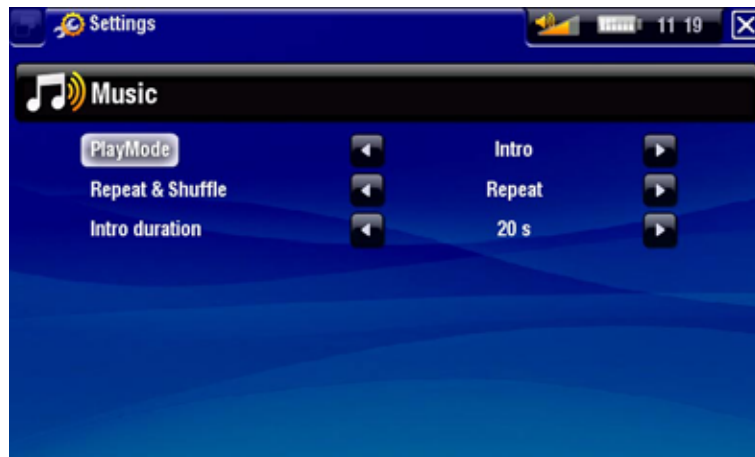 Settings
11 19
Music
PlayMode Intro
Repeat & Shuffle Repeat
Intro duration 20 s